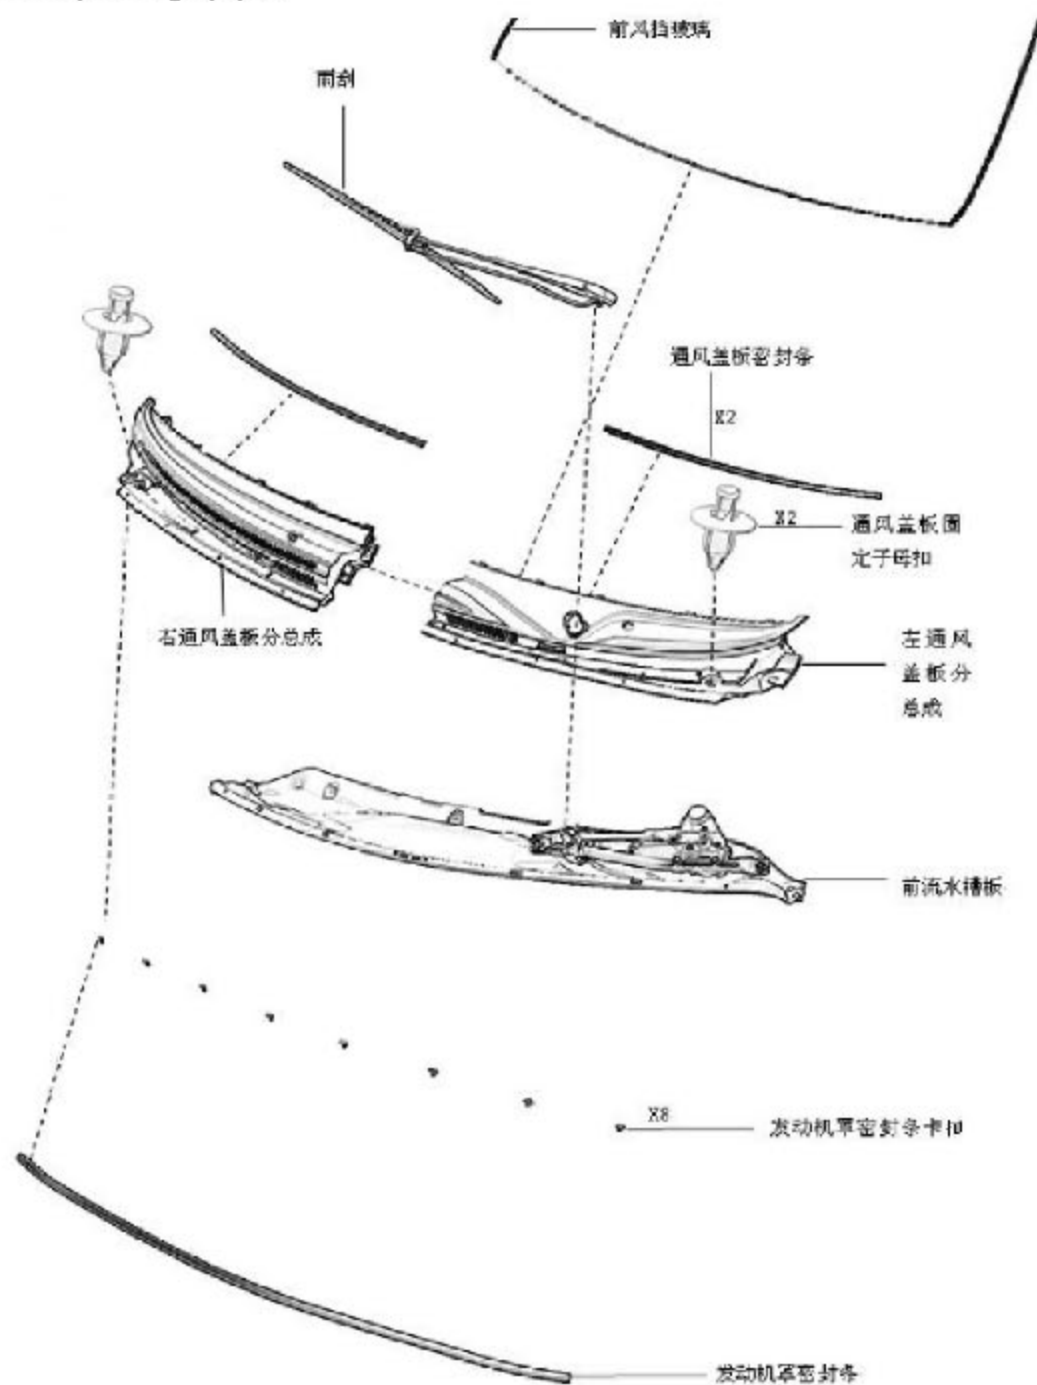 前风挡玻璃
雨刮
通风盖板密封条
X2
X2
通风盖板固
定子母扣
右通风盖板分总成
左通风
盖板分
总成
前流水槽板
X8
发动机罩密封条卡扣
发动机罩密封条